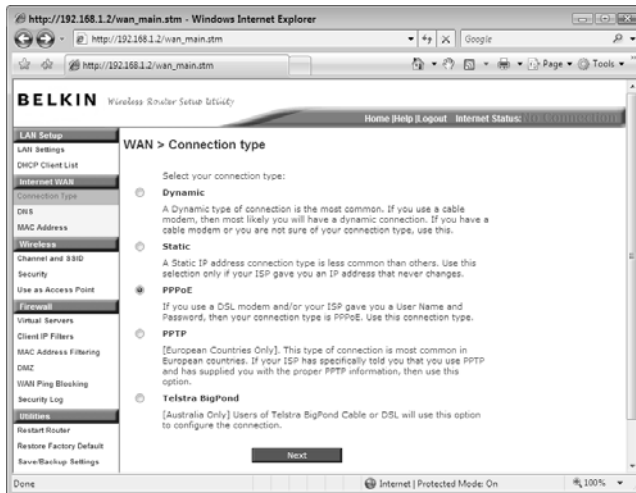 http://192.168.1.2/wan_main.stm - Windows Internet Explorer
http://192.168.1.2/wan_main.stm
Google
http://192.168.1.2/wan_main.stm
Page
Tools
BELKIN Wireless Router Setup Utility
Home |Help |Logout Internet Status: No Connection
LAN Setup
LAN Settings
DHCP Client List
Internet WAN
Connection Type
DNS
MAC Address
Wireless
Channel and SSID
Security
Use as Access Point
Firewall
Virtual Servers
Client IP Filters
MAC Address Filtering
DMZ
WAN Ping Blocking
Security Log
Utilities
Restart Router
Restore Factory Default
Save/Backup Settings
WAN > Connection type
Select your connection type:
Dynamic
A Dynamic type of connection is the most common. If you use a cable
modem, then most likely you will have a dynamic connection. If you have a
cable modem or you are not sure of your connection type, use this.
Static
A Static IP address connection type is less common than others. Use this
selection only if your ISP gave you an IP address that never changes.
PPPoE
If you use a DSL modem and/or your ISP gave you a User Name and
Password, then your connection type is PPPoE. Use this connection type.
PPTP
[European Countries Only]. This type of connection is most common in
European countries. If your ISP has specifically told you that you use PPTP
and has supplied you with the proper PPTP information, then use this
option.
Telstra BigPond
[Australia Only] Users of Telstra BigPond Cable or DSL will use this option
to configure the connection.
Next
Done
Internet | Protected Mode: On
100%